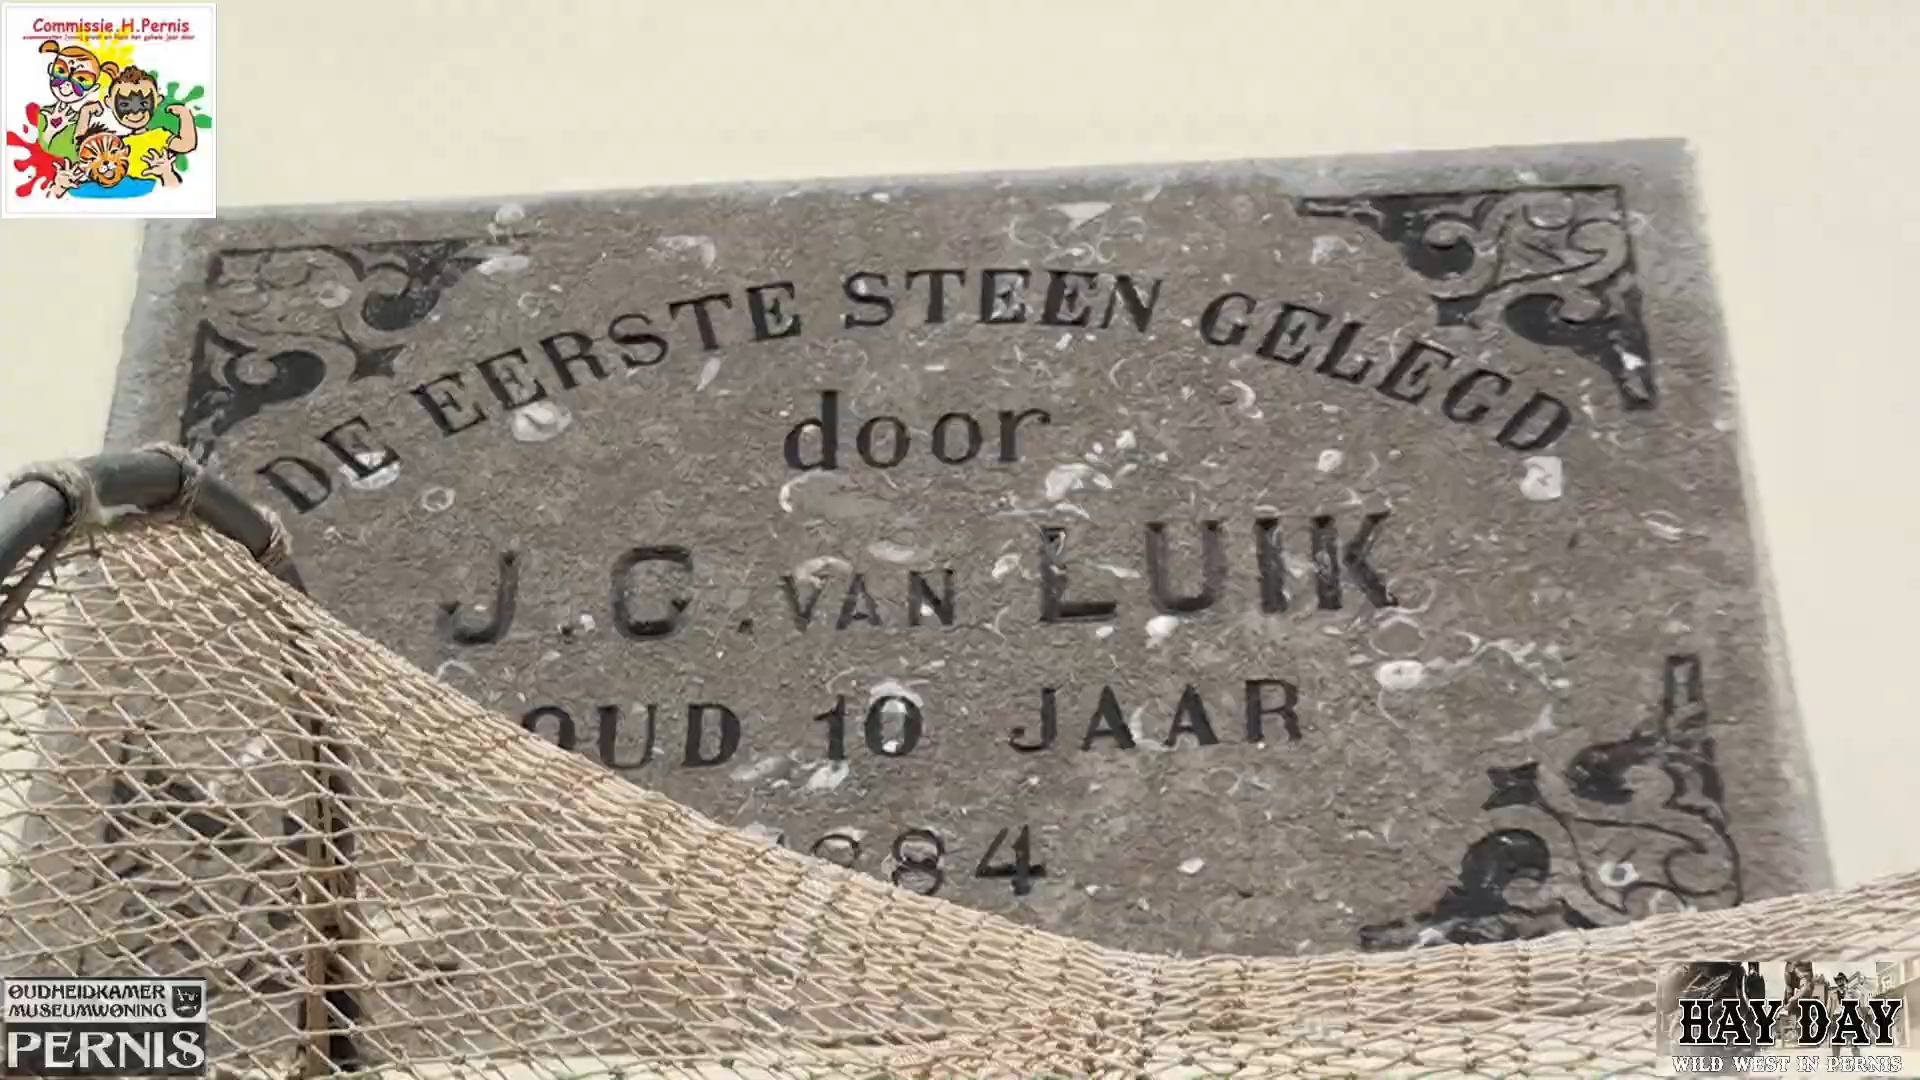 Commissie.H.Pernis
DE EERSTE STEEN GELEGD
door
J. C. VAN LUIK
OUD 10 JAAR
1884
OUDHEIDKAMER
MUSEUMWONING
PERNIS
HAY DAY
WILD WEST IN PERNIS